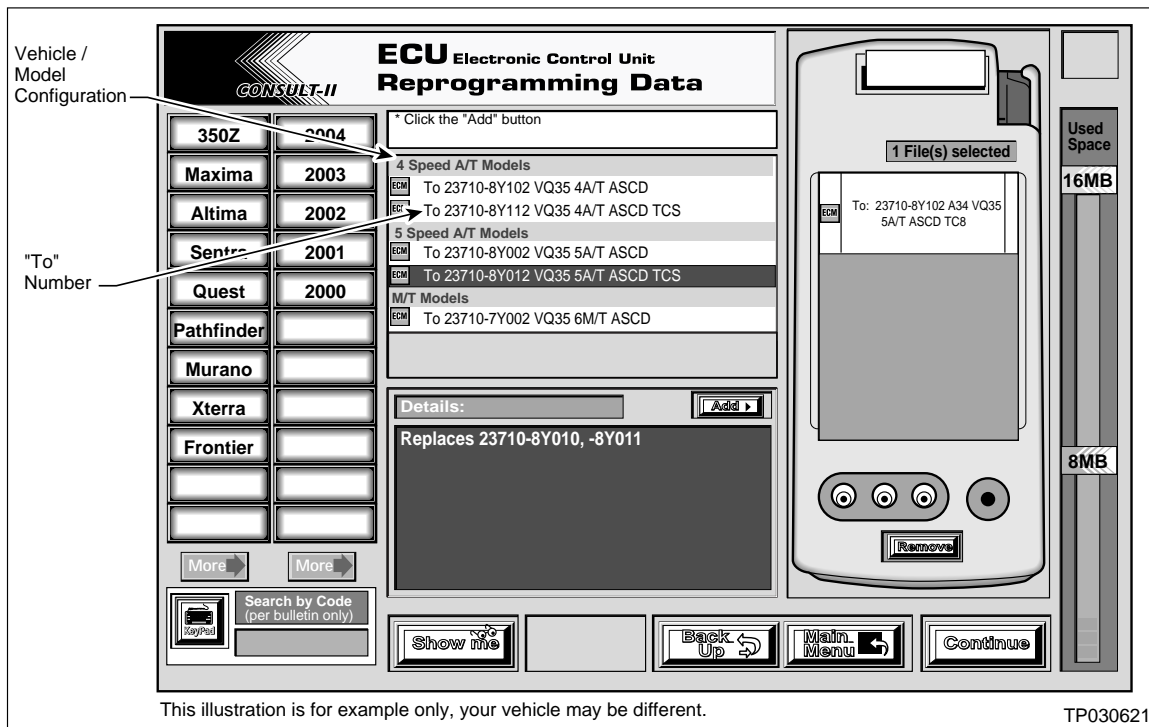 Vehicle /
Model
Configuration
"To"
Number
CONSULT-II
ECU Electronic Control Unit
Reprogramming Data
* Click the "Add" button
350Z 2004
Maxima 2003
Altima 2002
Sentra 2001
Quest 2000
Pathfinder
Murano
Xterra
Frontier
More More
KeyPad
Search by Code
(per bulletin only)
4 Speed A/T Models
ECM To 23710-8Y102 VQ35 4A/T ASCD
ECM To 23710-8Y112 VQ35 4A/T ASCD TCS
5 Speed A/T Models
ECM To 23710-8Y002 VQ35 5A/T ASCD
ECM To 23710-8Y012 VQ35 5A/T ASCD TCS
M/T Models
ECM To 23710-7Y002 VQ35 6M/T ASCD
Details:
Add
Replaces 23710-8Y010, -8Y011
1 File(s) selected
ECM To: 23710-8Y102 A34 VQ35
5A/T ASCD TC8
Remove
Used
Space
16MB
8MB
Show me
Back
Up
Main
Menu
Continue
This illustration is for example only, your vehicle may be different.
TP030621